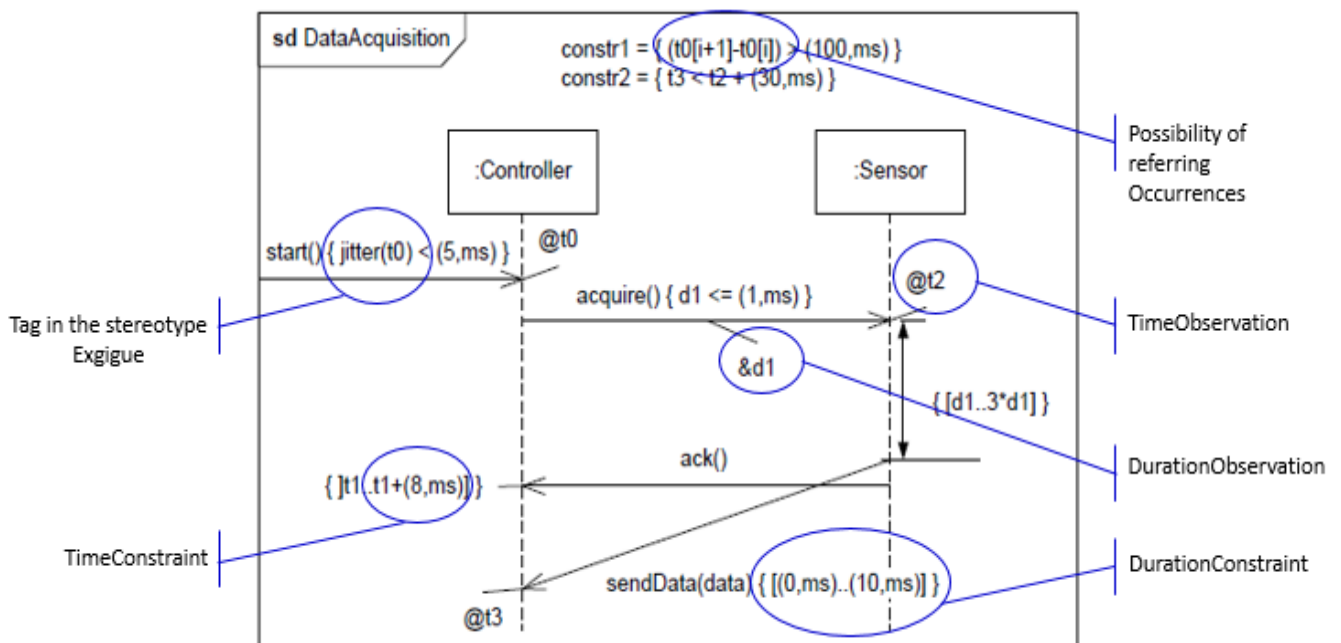 sd DataAcquisition
constr1 = { (t0[i+1]-t0[i]) > (100,ms) }
constr2 = { t3 < t2 + (30,ms) }
Possibility of
referring
Occurrences
:Controller
:Sensor
@t0
start() { jitter(t0) < (5,ms) }
@t2
acquire() { d1 <= (1,ms) }
Tag in the stereotype
Exgigue
TimeObservation
&d1
{ [d1..3*d1] }
ack()
DurationObservation
{ ]t1..t1+(8,ms)] }
TimeConstraint
DurationConstraint
sendData(data) { [(0,ms)..(10,ms)] }
@t3